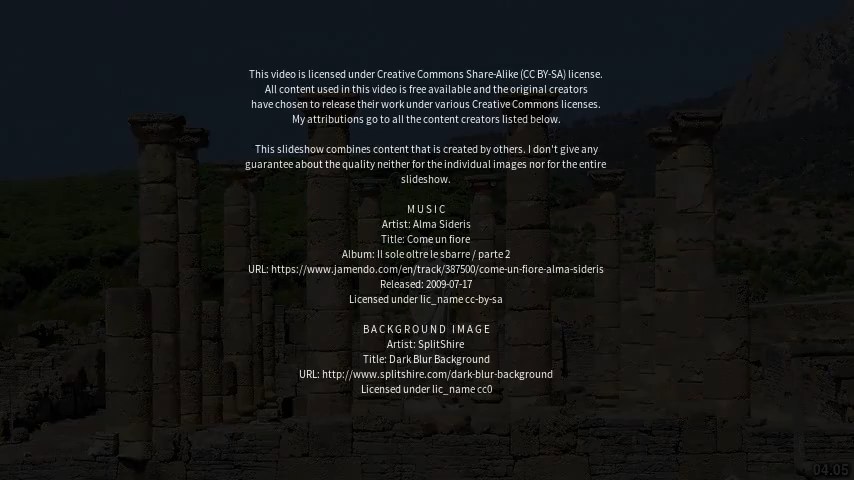 This video is licensed under Creative Commons Share-Alike (CC BY-SA) license.
All content used in this video is free available and the original creators
have chosen to release their work under various Creative Commons licenses.
My attributions go to all the content creators listed below.
This slideshow combines content that is created by others. I don't give any
guarantee about the quality neither for the individual images nor for the entire
slideshow.
MUSIC
Artist: Alma Sideris
Title: Come un fiore
Album: Il sole oltre le sbarre / parte 2
URL: https://www.jamendo.com/en/track/387500/come-un-fiore-alma-sideris
Released: 2009-07-17
Licensed under lic_name cc-by-sa
BACKGROUND IMAGE
Artist: SplitShire
Title: Dark Blur Background
URL: http://www.splitshire.com/dark-blur-background
Licensed under lic_name cc0
04:05